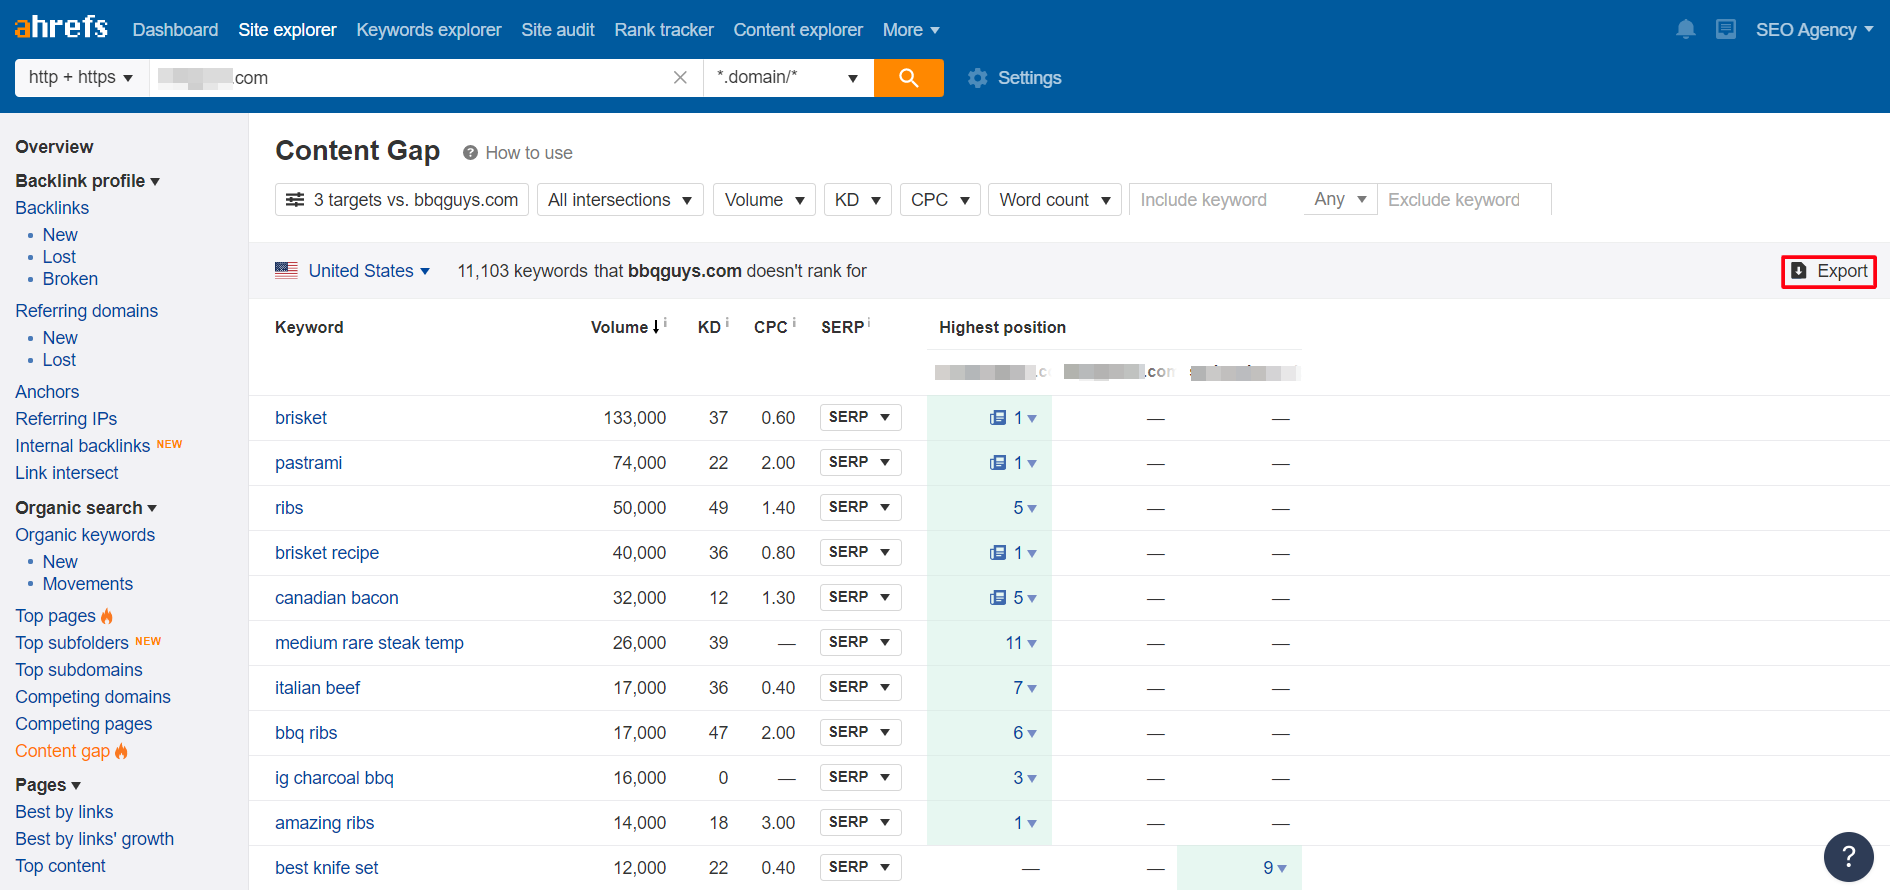 ahrefs Dashboard Site explorer Keywords explorer Site audit Rank tracker Content explorer More SEO Agency
http + https .com *.domain/* Settings
Overview
Backlink profile
Backlinks
New
Lost
Broken
Referring domains
New
Lost
Anchors
Referring IPs
Internal backlinks NEW
Link intersect
Organic search
Organic keywords
New
Movements
Top pages
Top subfolders NEW
Top subdomains
Competing domains
Competing pages
Content gap
Pages
Best by links
Best by links' growth
Top content
Content Gap ? How to use
3 targets vs. bbqguys.com All intersections Volume KD CPC Word count Include keyword Any Exclude keyword
United States 11,103 keywords that bbqguys.com doesn't rank for Export
Keyword Volume KD CPC SERP Highest position
.com
brisket 133,000 37 0.60 SERP 1 — —
pastrami 74,000 22 2.00 SERP 1 — —
ribs 50,000 49 1.40 SERP 5 — —
brisket recipe 40,000 36 0.80 SERP 1 — —
canadian bacon 32,000 12 1.30 SERP 5 — —
medium rare steak temp 26,000 39 — SERP 11 — —
italian beef 17,000 36 0.40 SERP 7 — —
bbq ribs 17,000 47 2.00 SERP 6 — —
ig charcoal bbq 16,000 0 — SERP 3 — —
amazing ribs 14,000 18 3.00 SERP 1 — —
best knife set 12,000 22 0.40 SERP — — 9
?